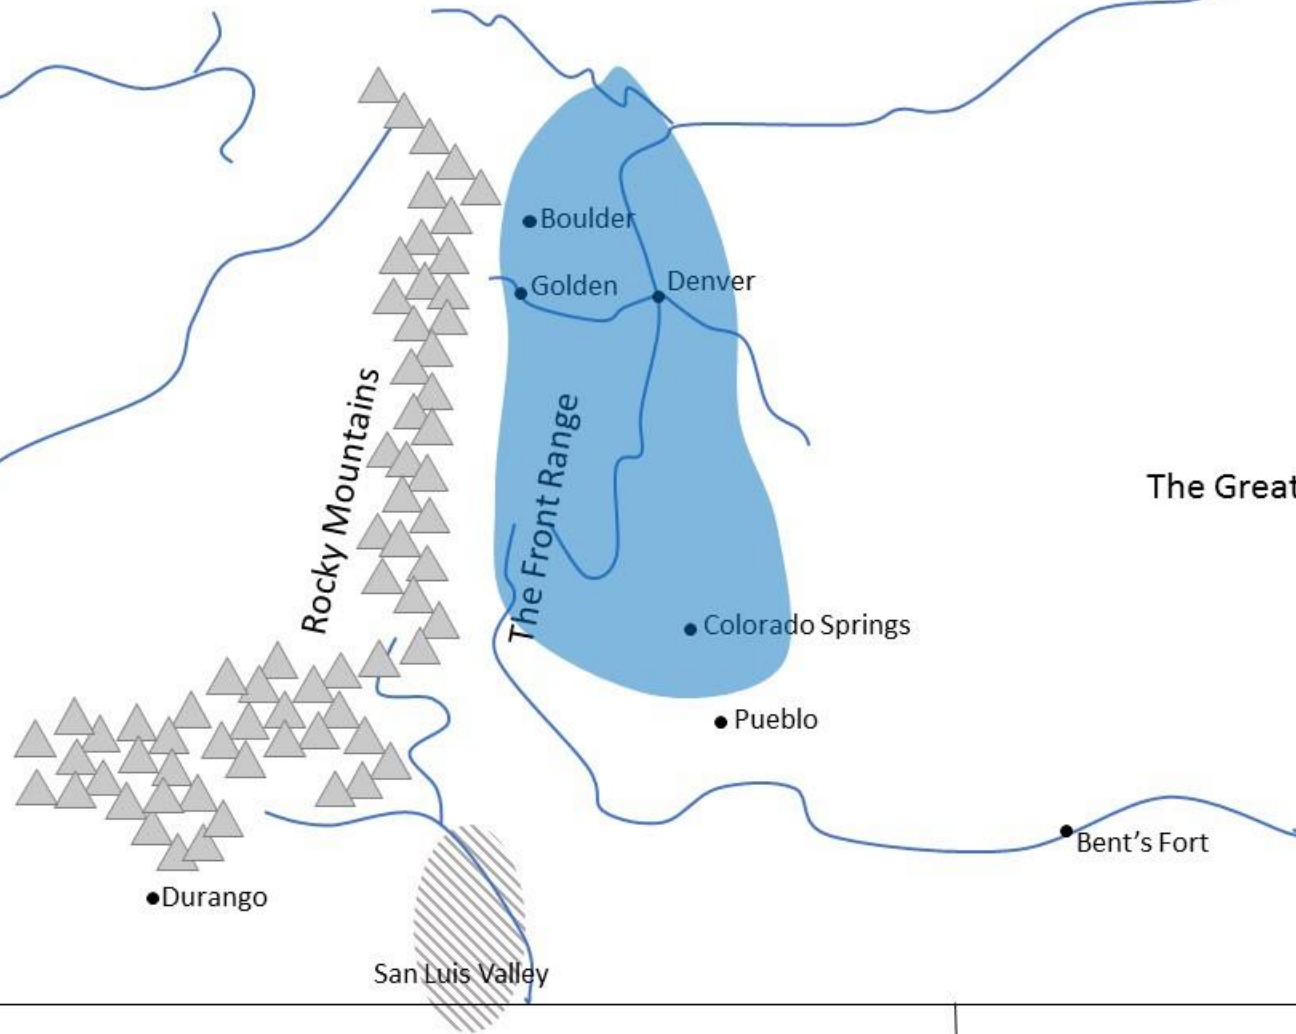 Boulder
Golden
Denver
Rocky Mountains
The Front Range
The Great
Colorado Springs
Pueblo
Bent’s Fort
Durango
San Luis Valley